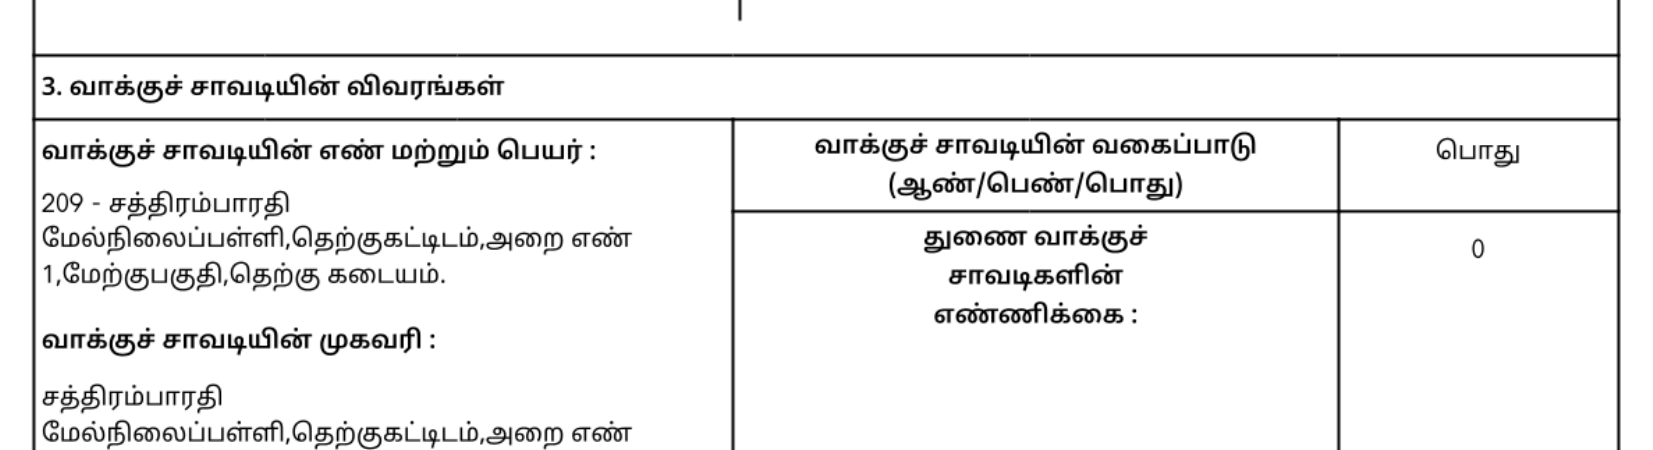 3. வாக்குச் சாவடியின் விவரங்கள்
வாக்குச் சாவடியின் எண் மற்றும் பெயர் :
209 - சத்திரம்பாரதி
மேல்நிலைப்பள்ளி,தெற்குகட்டிடம்,அறை எண்
1,மேற்குபகுதி,தெற்கு கடையம்.
வாக்குச் சாவடியின் முகவரி :
சத்திரம்பாரதி
மேல்நிலைப்பள்ளி,தெற்குகட்டிடம்,அறை எண்
வாக்குச் சாவடியின் வகைப்பாடு
(ஆண்/பெண்/பொது)
பொது
துணை வாக்குச்
சாவடிகளின்
எண்ணிக்கை :
0